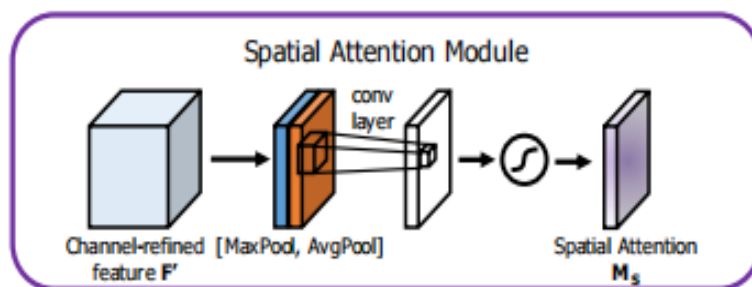 Spatial Attention Module
conv
layer
Channel-refined
feature F'
[MaxPool, AvgPool]
Spatial Attention
Ms